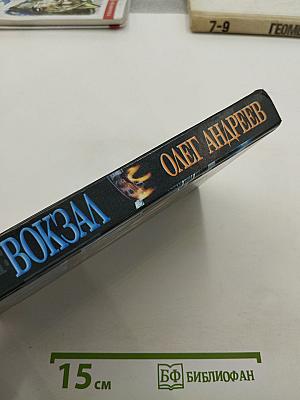 7-9
ГЕОМ
ВОКЗАЛ
ОЛЕГ АНДРЕЕВ
15 см
БФ БИБЛИОФАН